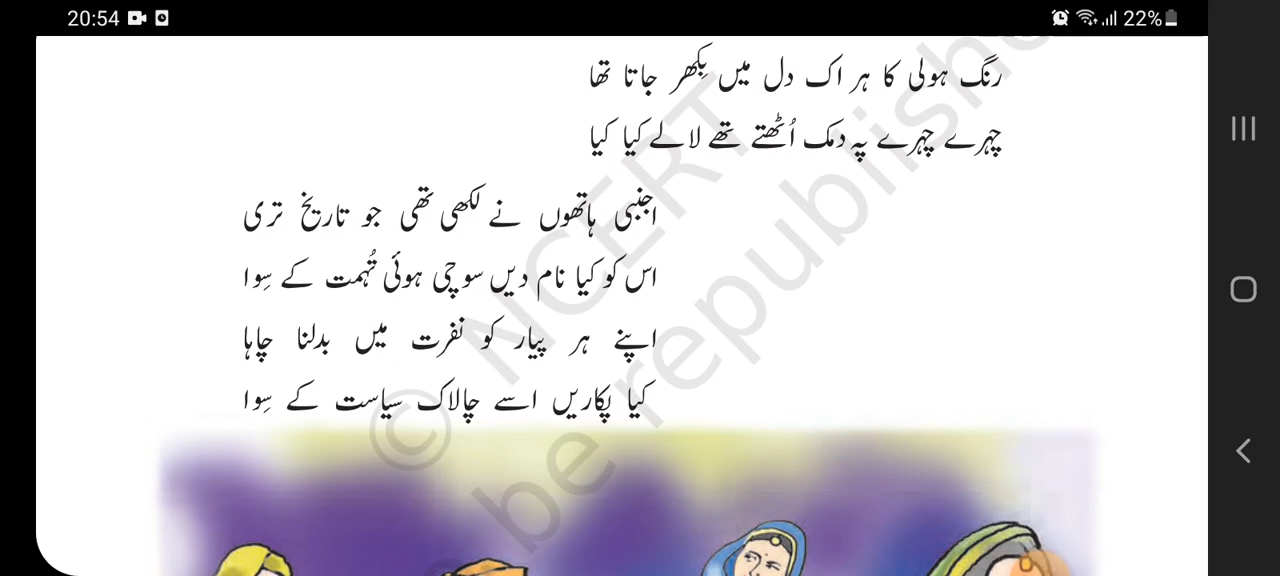 20:54
22%
رنگ ہولی کا ہر اک دل میں بِکھر جاتا تھا
چہرے چہرے پہ دمک اُٹھتے تھے لالے کیا کیا
اجنبی ہاتھوں نے لکھی تھی جو تاریخ تری
اس کو کیا نام دیں سوچی ہوئی تُہمت کے سِوا
اپنے ہر پیار کو نفرت میں بدلنا چاہا
کیا پکاریں اسے چالاک سیاست کے سِوا
© NCERT
be republishe